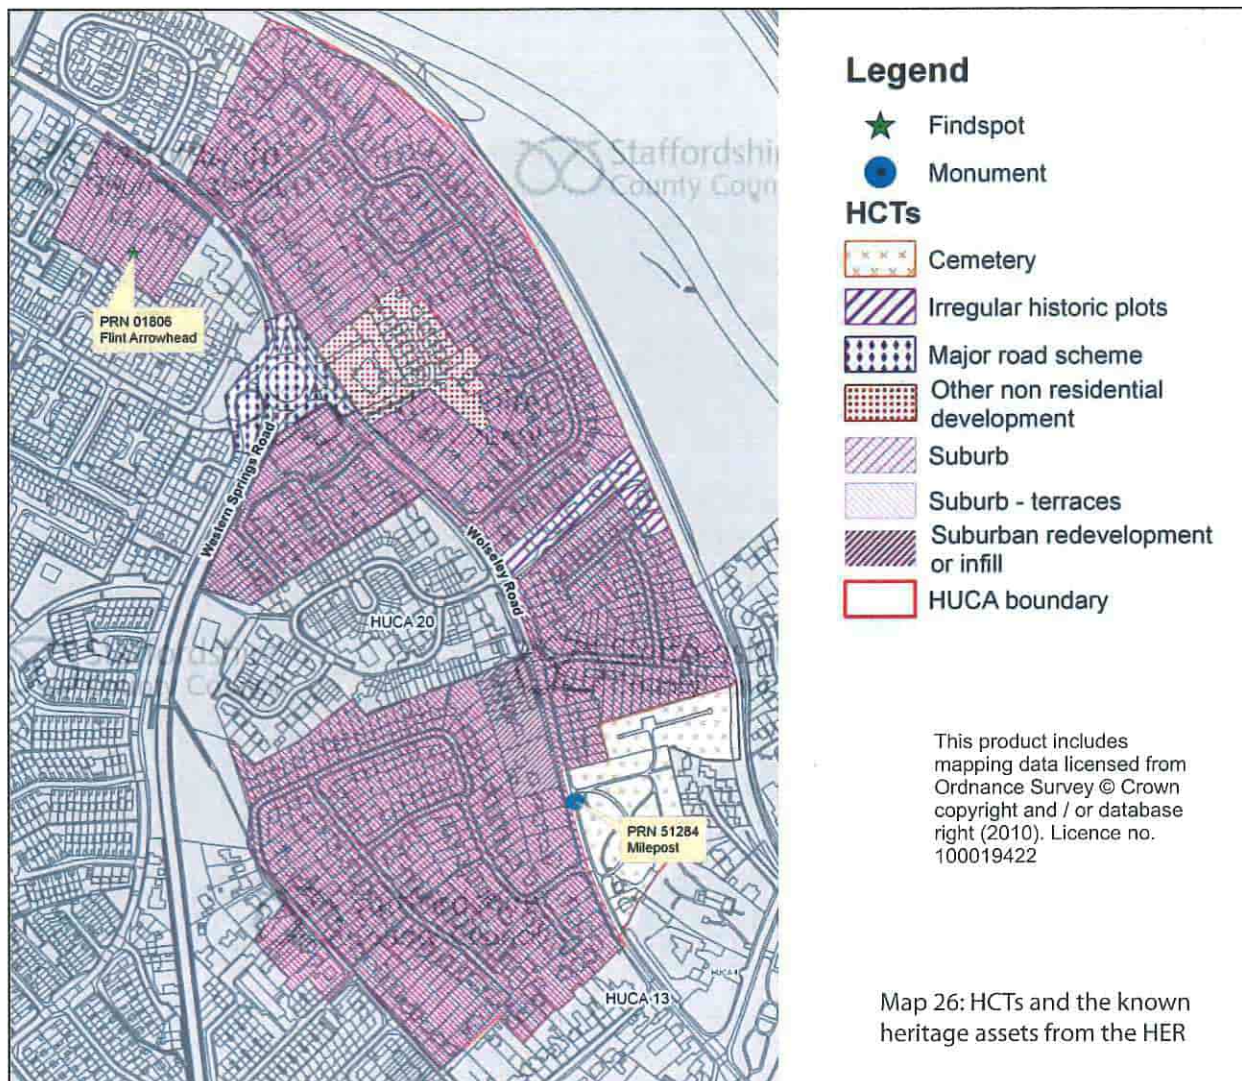 Staffordshi
County Coun
PRN 01806
Flint Arrowhead
Western Springs Road
Wolseley Road
HUCA 20
PRN 51284
Milepost
HUCA 13
Legend
Findspot
Monument
HCTs
Cemetery
Irregular historic plots
Major road scheme
Other non residential
development
Suburb
Suburb - terraces
Suburban redevelopment
or infill
HUCA boundary
This product includes
mapping data licensed from
Ordnance Survey © Crown
copyright and / or database
right (2010). Licence no.
100019422
Map 26: HCTs and the known
heritage assets from the HER